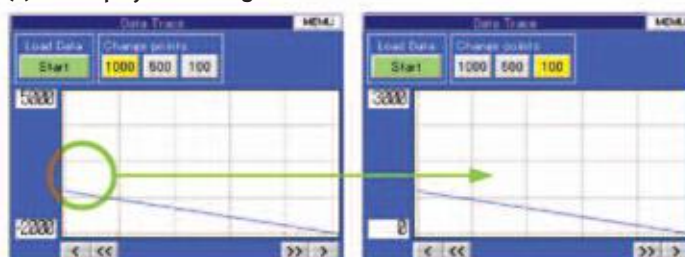 Data Trace MENU
Load Data Change points
Start 1000 500 100
5000
-2000
< << >> >
Data Trace MENU
Load Data Change points
Start 1000 500 100
0
< << >> >